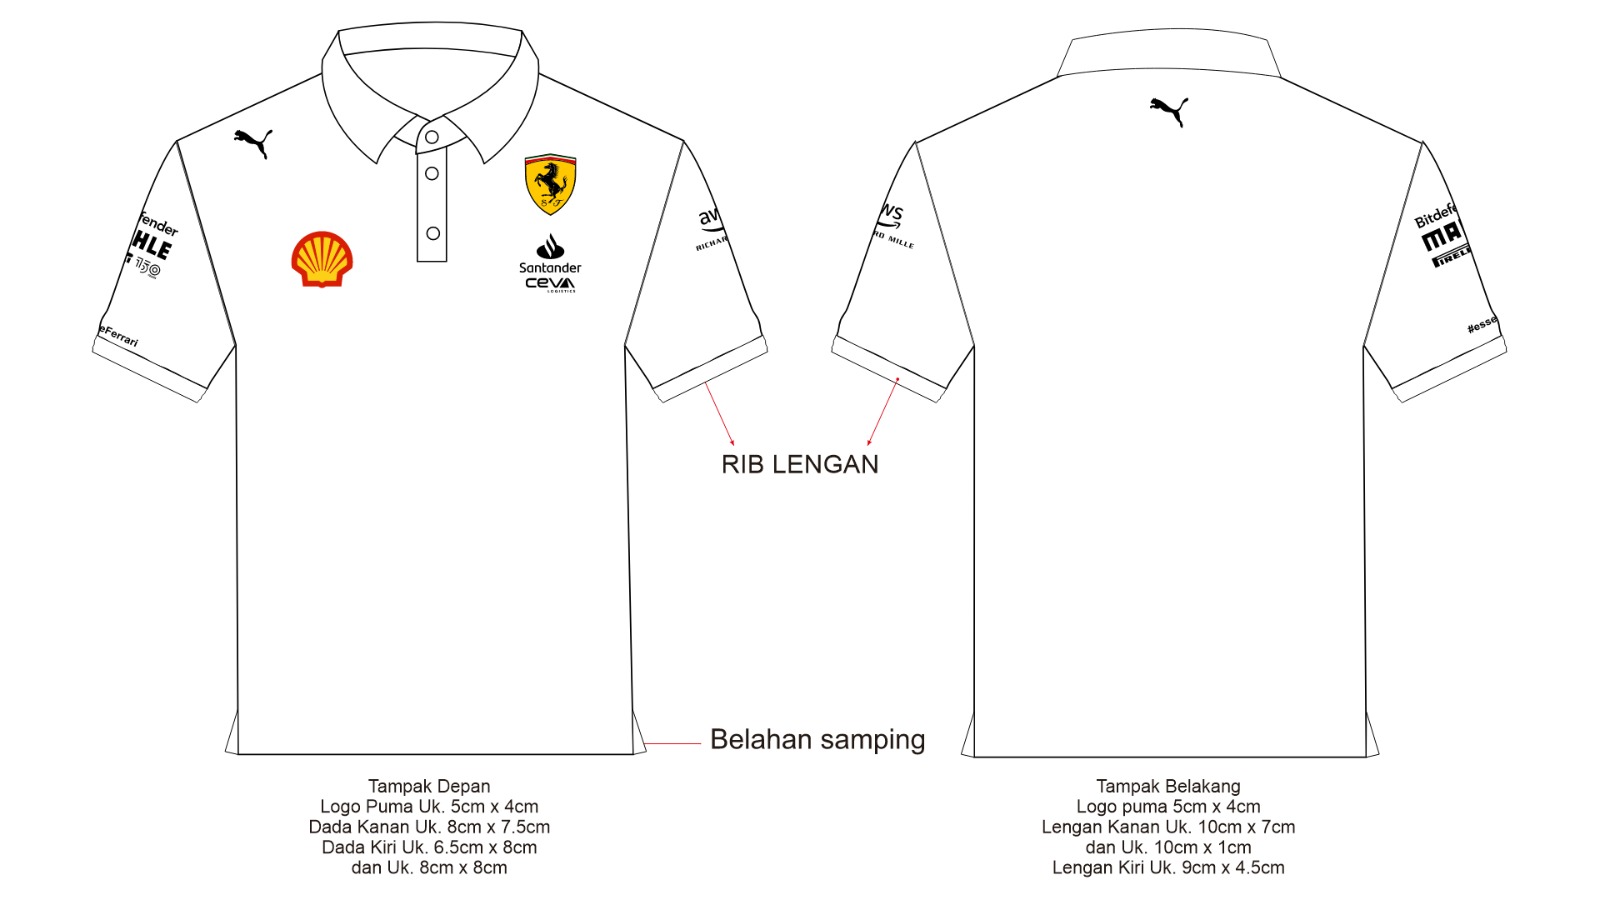 fender
HLE
150
eFerrari
S F
Santander
CEVA
LOGISTICS
aw
RICHAR
ws
RD MILLE
Bitdefe
MA
PIRELL
#esse
RIB LENGAN
Belahan samping
Tampak Depan
Logo Puma Uk. 5cm x 4cm
Dada Kanan Uk. 8cm x 7.5cm
Dada Kiri Uk. 6.5cm x 8cm
dan Uk. 8cm x 8cm
Tampak Belakang
Logo puma 5cm x 4cm
Lengan Kanan Uk. 10cm x 7cm
dan Uk. 10cm x 1cm
Lengan Kiri Uk. 9cm x 4.5cm